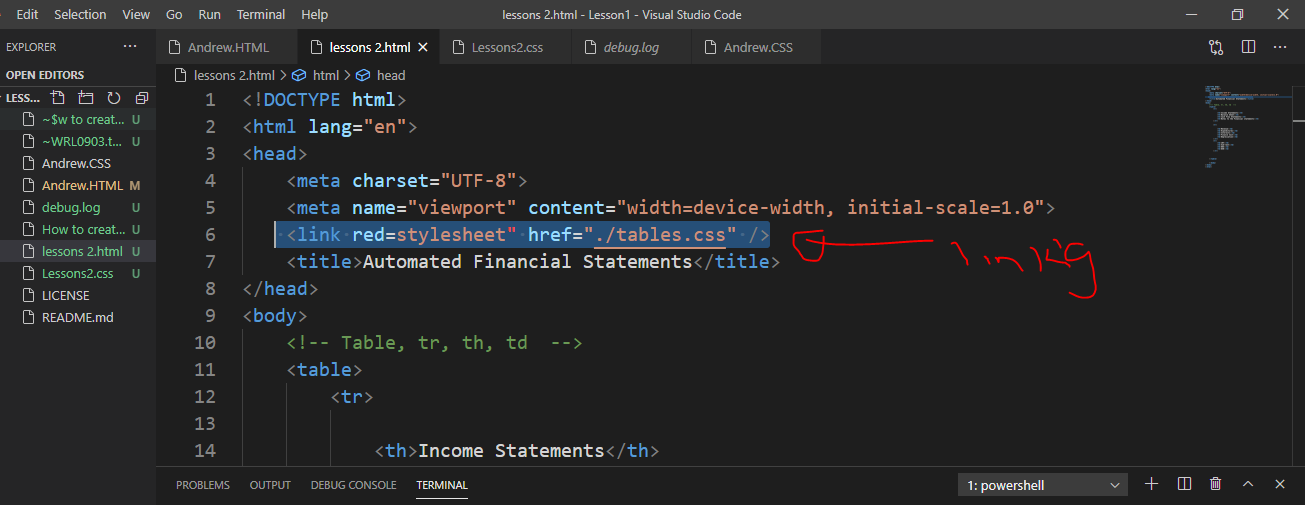 Edit Selection View Go Run Terminal Help lessons 2.html - Lesson1 - Visual Studio Code
EXPLORER ···
Andrew.HTML lessons 2.html Lessons2.css debug.log Andrew.CSS
OPEN EDITORS
LESS...
lessons 2.html > html > head
~$w to creat... U
~WRL0903.t... U
Andrew.CSS
Andrew.HTML M
debug.log U
How to creat... U
lessons 2.html U
Lessons2.css U
LICENSE
README.md
1 <!DOCTYPE html>
2 <html lang="en">
3 <head>
4 <meta charset="UTF-8">
5 <meta name="viewport" content="width=device-width, initial-scale=1.0">
6 <link red=stylesheet" href="./tables.css" />
7 <title>Automated Financial Statements</title>
8 </head>
9 <body>
10 <!-- Table, tr, th, td  -->
11 <table>
12 <tr>
13
14 <th>Income Statements</th>
PROBLEMS OUTPUT DEBUG CONSOLE TERMINAL 1: powershell